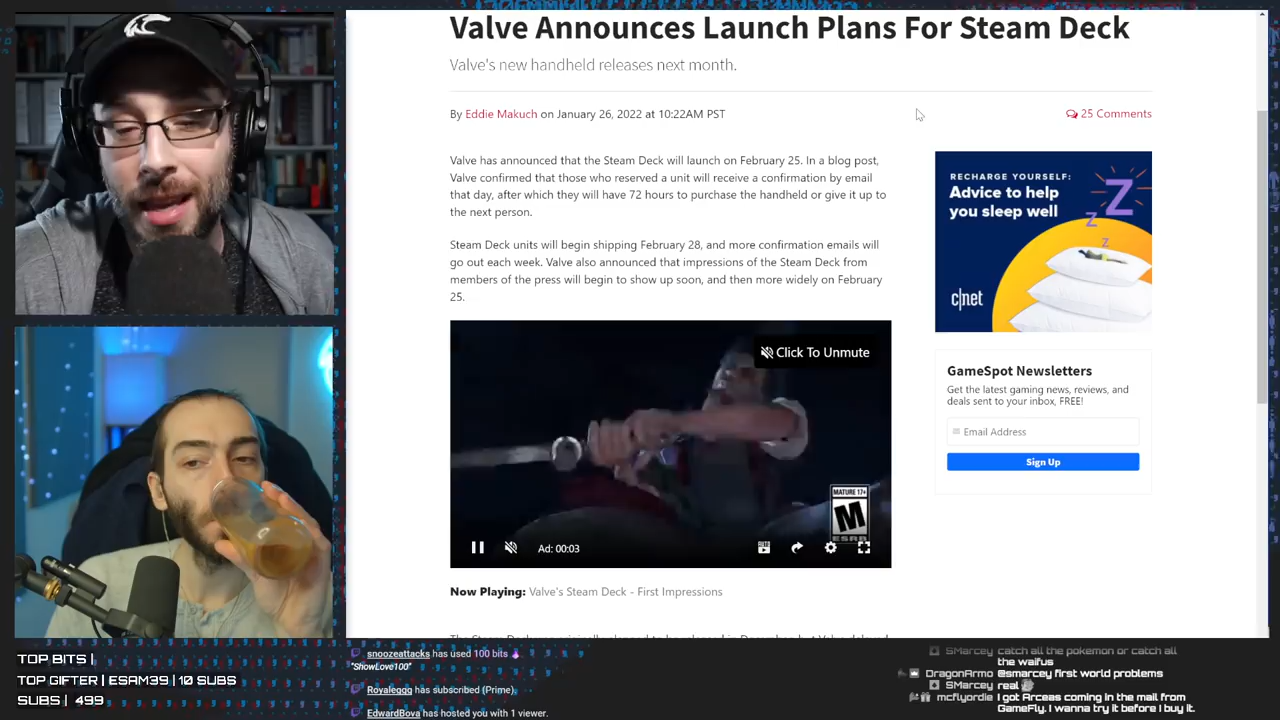 Valve Announces Launch Plans For Steam Deck
Valve's new handheld releases next month.
By Eddie Makuch on January 26, 2022 at 10:22AM PST
25 Comments
Valve has announced that the Steam Deck will launch on February 25. In a blog post,
Valve confirmed that those who reserved a unit will receive a confirmation by email
that day, after which they will have 72 hours to purchase the handheld or give it up to
the next person.
Steam Deck units will begin shipping February 28, and more confirmation emails will
go out each week. Valve also announced that impressions of the Steam Deck from
members of the press will begin to show up soon, and then more widely on February
25.
RECHARGE YOURSELF:
Advice to help
you sleep well
Z
Z
Z
c|net
Click To Unmute
MATURE 17+
M
ESRB
Ad: 00:03
GameSpot Newsletters
Get the latest gaming news, reviews, and
deals sent to your inbox, FREE!
Email Address
Sign Up
Now Playing: Valve's Steam Deck - First Impressions
TOP BITS |
TOP GIFTER | ESAM39 | 10 SUBS
SUBS | 499
snoozeattacks has used 100 bits
"ShowLove100"
Royaleqqq has subscribed (Prime)
EdwardBova has hosted you with 1 viewer.
SMarcey catch all the pokemon or catch all
the waifus
DragonArmo @smarcey first world problems
SMarcey real
mcflyordie I got Arceas coming in the mail from
GameFly. I wanna try it before I buy it.